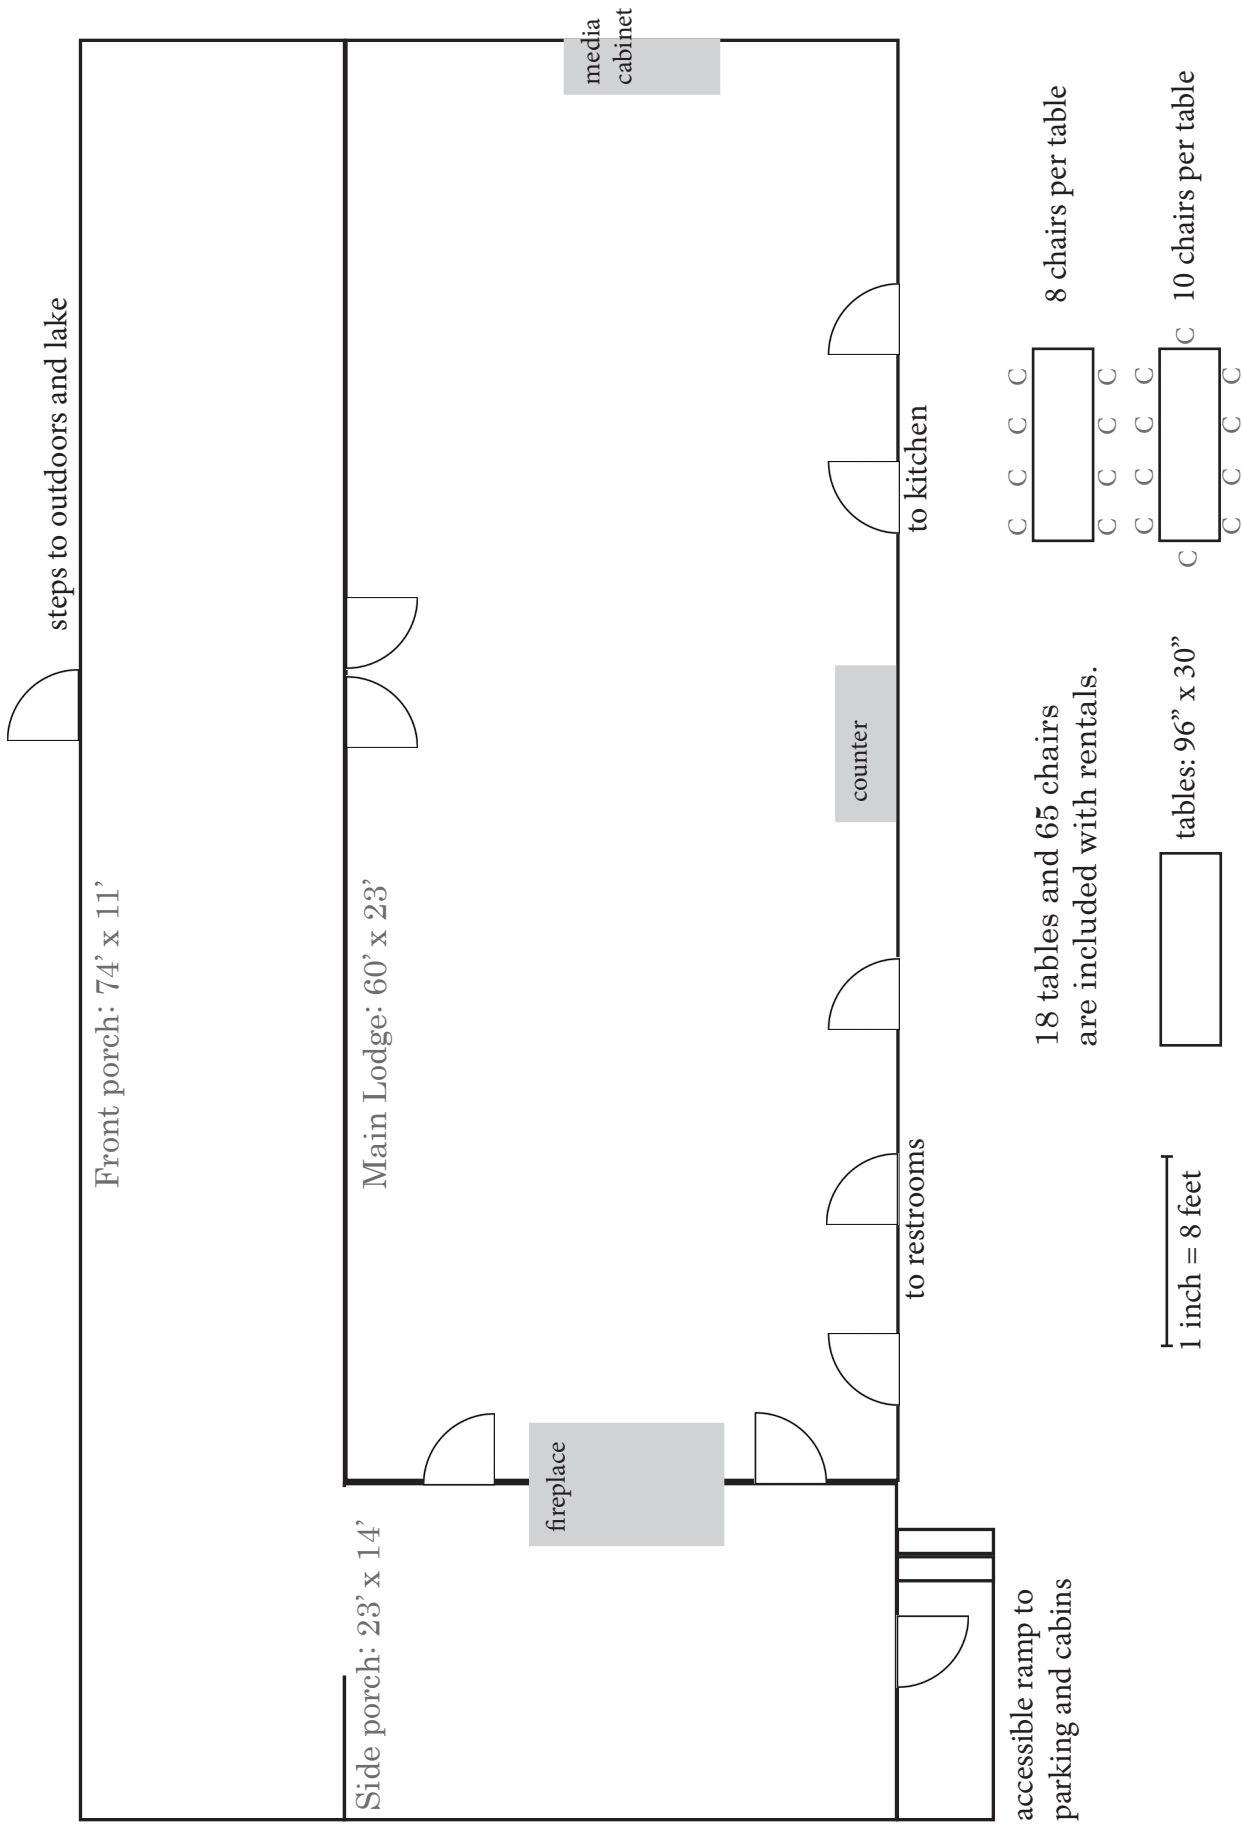 steps to outdoors and lake
Front porch: 74’ x 11’
Side porch: 23’ x 14’
Main Lodge: 60’ x 23’
fireplace
media
cabinet
counter
to restrooms
to kitchen
accessible ramp to
parking and cabins
1 inch = 8 feet
18 tables and 65 chairs
are included with rentals.
tables: 96” x 30”
C C C C
8 chairs per table
C C C C
C C C C
C
C
10 chairs per table
C C C C